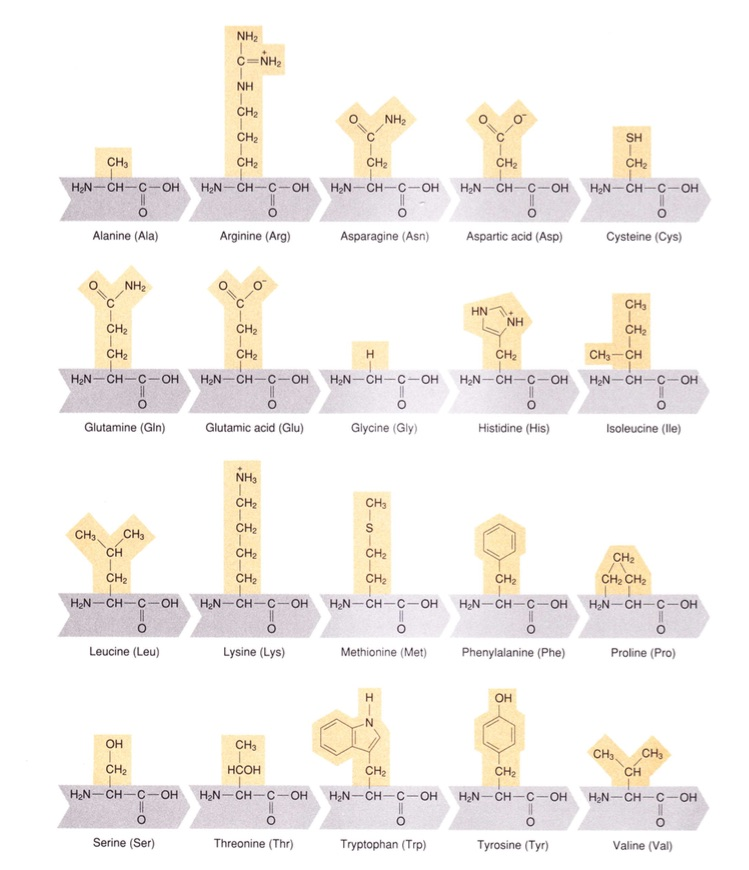 CH₃
H₂N—CH—C—OH
O
Alanine (Ala)
NH₂
+
C=NH₂
NH
CH₂
CH₂
CH₂
H₂N—CH—C—OH
O
Arginine (Arg)
O NH₂
C
CH₂
H₂N—CH—C—OH
O
Asparagine (Asn)
O O⁻
C
CH₂
H₂N—CH—C—OH
O
Aspartic acid (Asp)
SH
CH₂
H₂N—CH—C—OH
O
Cysteine (Cys)
O NH₂
C
CH₂
CH₂
H₂N—CH—C—OH
O
Glutamine (Gln)
O O⁻
C
CH₂
CH₂
H₂N—CH—C—OH
O
Glutamic acid (Glu)
H
H₂N—CH—C—OH
O
Glycine (Gly)
HN
+
NH
CH₂
H₂N—CH—C—OH
O
Histidine (His)
CH₃
CH₂
CH₃—CH
H₂N—CH—C—OH
O
Isoleucine (Ile)
CH₃ CH₃
CH
CH₂
H₂N—CH—C—OH
O
Leucine (Leu)
+
NH₃
CH₂
CH₂
CH₂
CH₂
H₂N—CH—C—OH
O
Lysine (Lys)
CH₃
S
CH₂
CH₂
H₂N—CH—C—OH
O
Methionine (Met)
CH₂
H₂N—CH—C—OH
O
Phenylalanine (Phe)
CH₂
CH₂ CH₂
H₂N—CH—C—OH
O
Proline (Pro)
OH
CH₂
H₂N—CH—C—OH
O
Serine (Ser)
CH₃
HCOH
H₂N—CH—C—OH
O
Threonine (Thr)
H
N
CH₂
H₂N—CH—C—OH
O
Tryptophan (Trp)
OH
CH₂
H₂N—CH—C—OH
O
Tyrosine (Tyr)
CH₃ CH₃
CH
H₂N—CH—C—OH
O
Valine (Val)